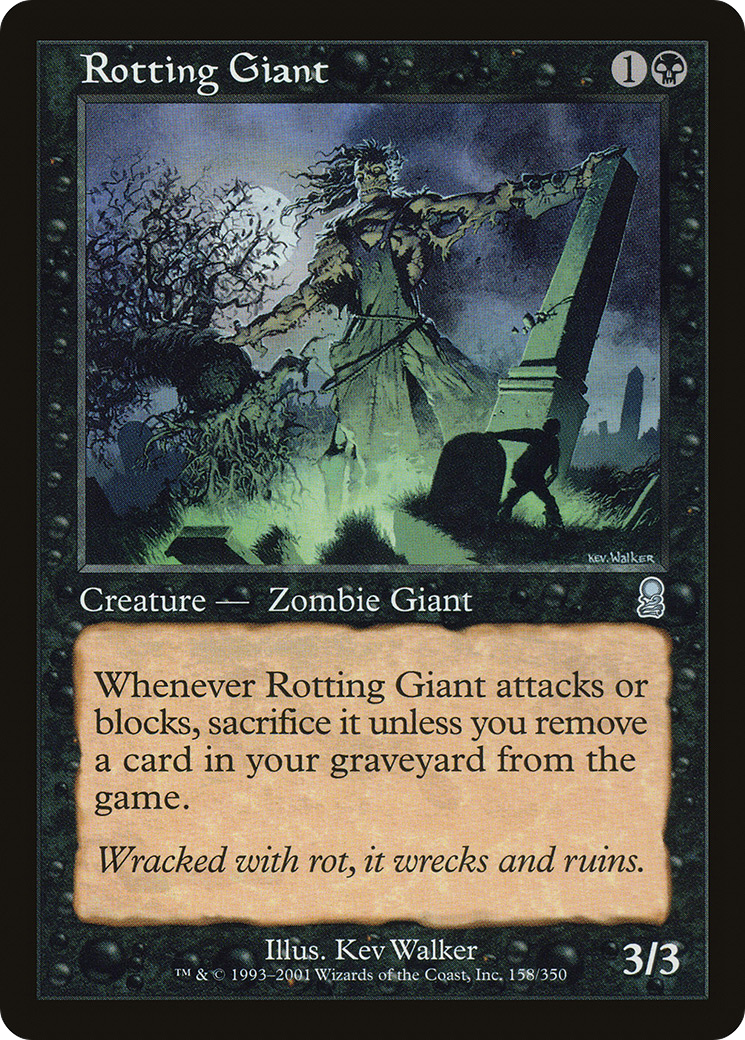 Rotting Giant 1
KEV. WALKER
Creature — Zombie Giant
Whenever Rotting Giant attacks or
blocks, sacrifice it unless you remove
a card in your graveyard from the
game.
Wracked with rot, it wrecks and ruins.
Illus. Kev Walker
™ & © 1993–2001 Wizards of the Coast, Inc. 158/350
3/3